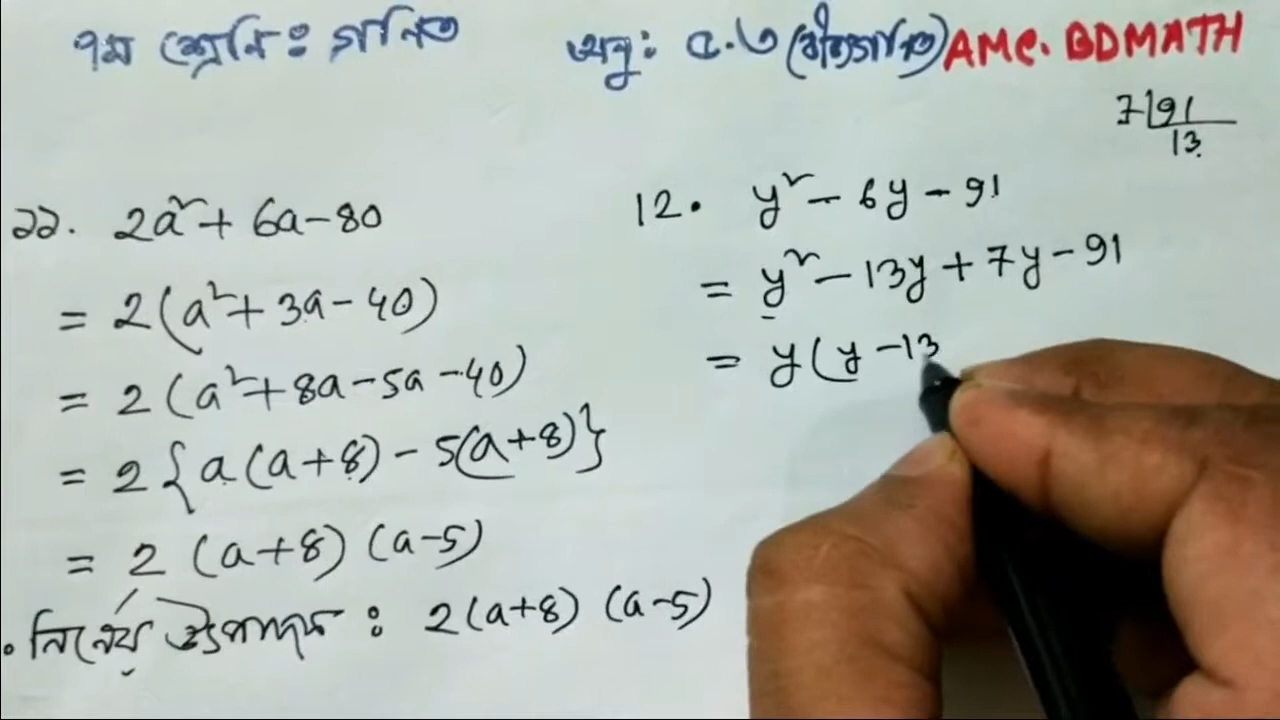 ৭ম শ্রেনি: গনিত
অনু: ৫.৩ (বীজগনিত) AMC. BDMATH
7|91
13
১১. 2a² + 6a - 80
= 2(a² + 3a - 40)
= 2(a² + 8a - 5a - 40)
= 2{a(a+8) - 5(a+8)}
= 2 (a+8) (a-5)
নির্ণেয় উৎপাদক : 2(a+8) (a-5)
12. y² - 6y - 91
= y² - 13y + 7y - 91
= y(y - 13